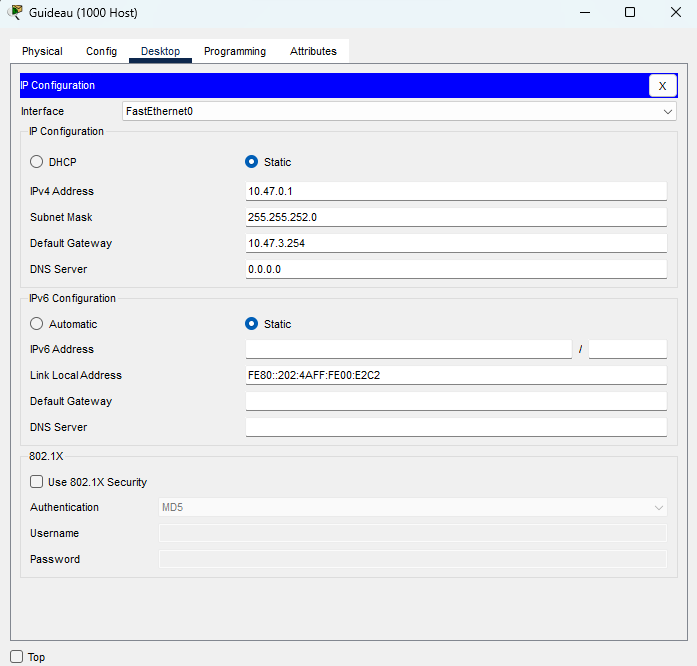 Guideau (1000 Host)
Physical Config Desktop Programming Attributes
IP Configuration X
Interface FastEthernet0
IP Configuration
DHCP Static
IPv4 Address 10.47.0.1
Subnet Mask 255.255.252.0
Default Gateway 10.47.3.254
DNS Server 0.0.0.0
IPv6 Configuration
Automatic Static
IPv6 Address /
Link Local Address FE80::202:4AFF:FE00:E2C2
Default Gateway
DNS Server
802.1X
Use 802.1X Security
Authentication MD5
Username
Password
Top